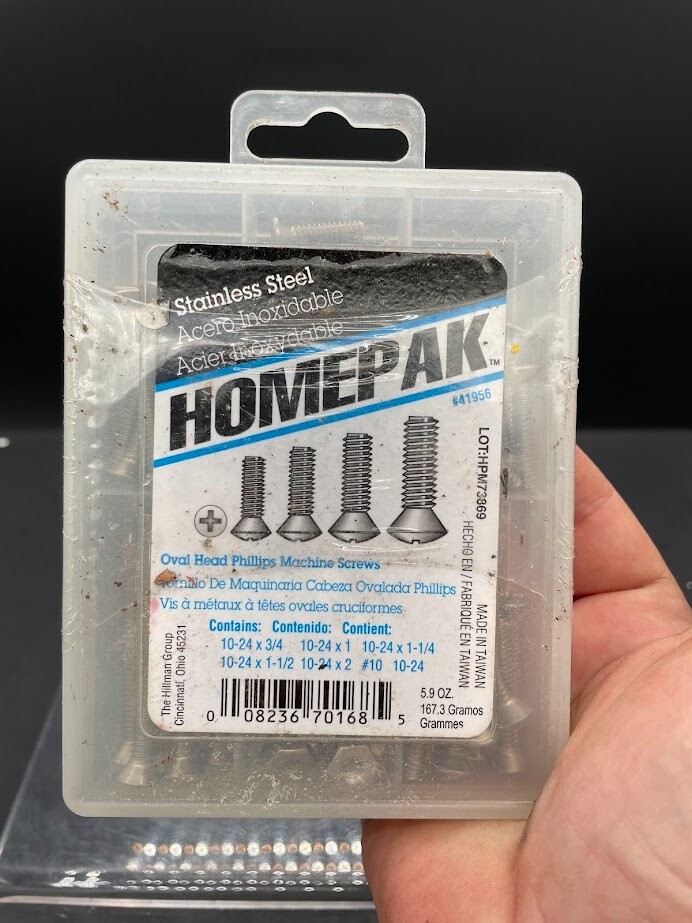 Stainless Steel
Acero Inoxidable
Acier Inoxydable
HOMEPAK™
#41956
LOT:HPM73869
HECHO EN / FABRIQUÉ EN TAIWAN
MADE IN TAIWAN
Oval Head Phillips Machine Screws
Tornillo De Maquinaria Cabeza Ovalada Phillips
Vis à métaux à têtes ovales cruciformes
Contains: Contenido: Contient:
10-24 x 3/4 10-24 x 1 10-24 x 1-1/4
10-24 x 1-1/2 10-24 x 2 #10 10-24
The Hillman Group
Cincinnati, Ohio 45231
0 08236 70168 5
5.9 OZ.
167.3 Gramos
Grammes